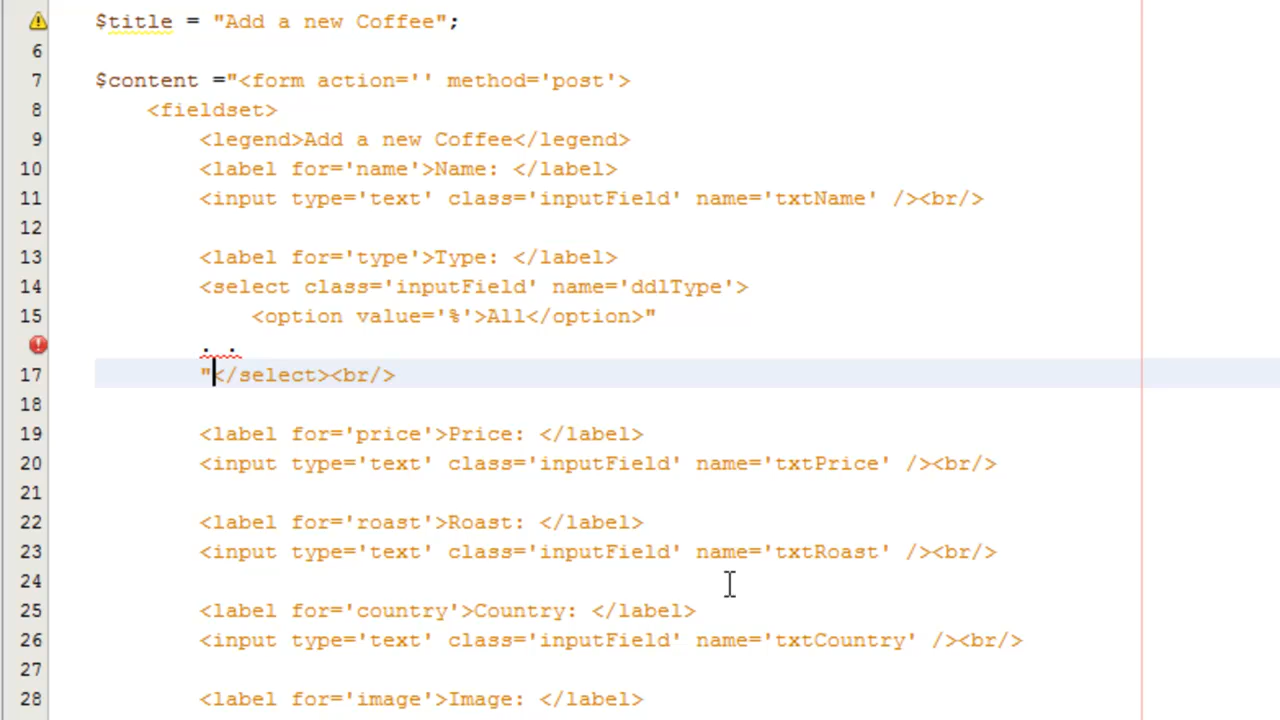 $title = "Add a new Coffee";
6
7 $content ="<form action='' method='post'>
8 <fieldset>
9 <legend>Add a new Coffee</legend>
10 <label for='name'>Name: </label>
11 <input type='text' class='inputField' name='txtName' /><br/>
12
13 <label for='type'>Type: </label>
14 <select class='inputField' name='ddlType'>
15 <option value='%'>All</option>"
. .
17 "</select><br/>
18
19 <label for='price'>Price: </label>
20 <input type='text' class='inputField' name='txtPrice' /><br/>
21
22 <label for='roast'>Roast: </label>
23 <input type='text' class='inputField' name='txtRoast' /><br/>
24
25 <label for='country'>Country: </label>
26 <input type='text' class='inputField' name='txtCountry' /><br/>
27
28 <label for='image'>Image: </label>